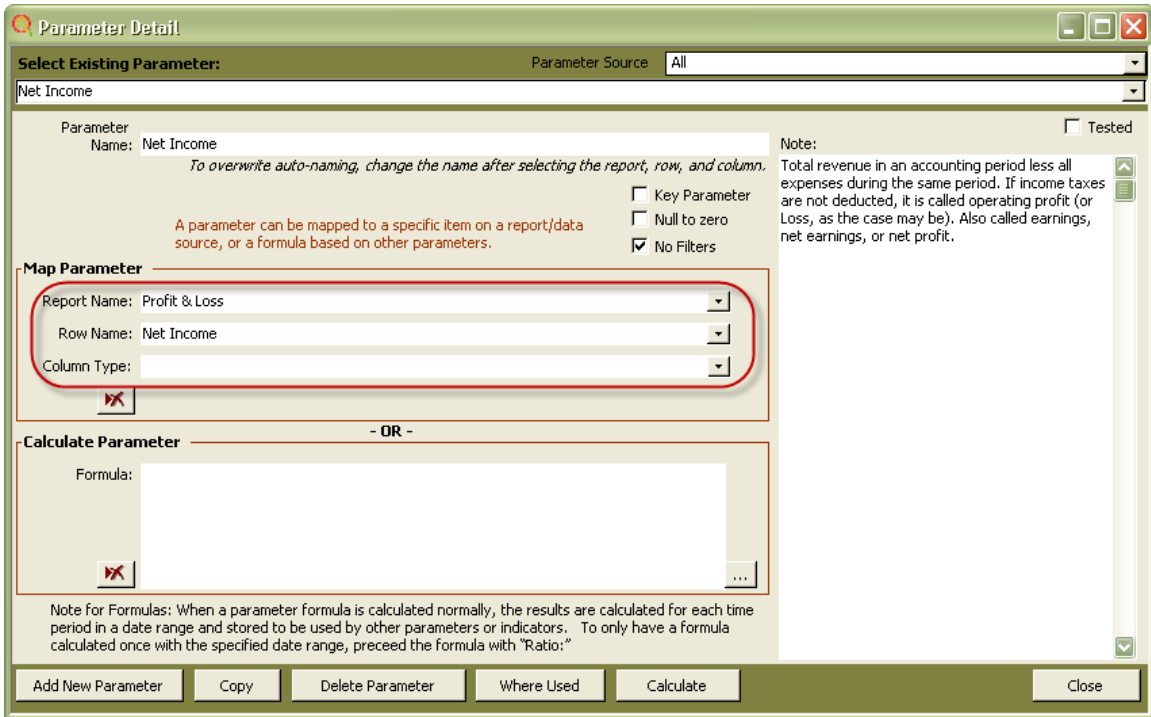 Parameter Detail
Select Existing Parameter:
Parameter Source All
Net Income
Parameter
Name: Net Income
To overwrite auto-naming, change the name after selecting the report, row, and column.
Key Parameter
Null to zero
No Filters
A parameter can be mapped to a specific item on a report/data
source, or a formula based on other parameters.
Tested
Note:
Total revenue in an accounting period less all
expenses during the same period. If income taxes
are not deducted, it is called operating profit (or
Loss, as the case may be). Also called earnings,
net earnings, or net profit.
Map Parameter
Report Name: Profit & Loss
Row Name: Net Income
Column Type:
- OR -
Calculate Parameter
Formula:
...
Note for Formulas: When a parameter formula is calculated normally, the results are calculated for each time
period in a date range and stored to be used by other parameters or indicators. To only have a formula
calculated once with the specified date range, preceed the formula with "Ratio:"
Add New Parameter
Copy
Delete Parameter
Where Used
Calculate
Close